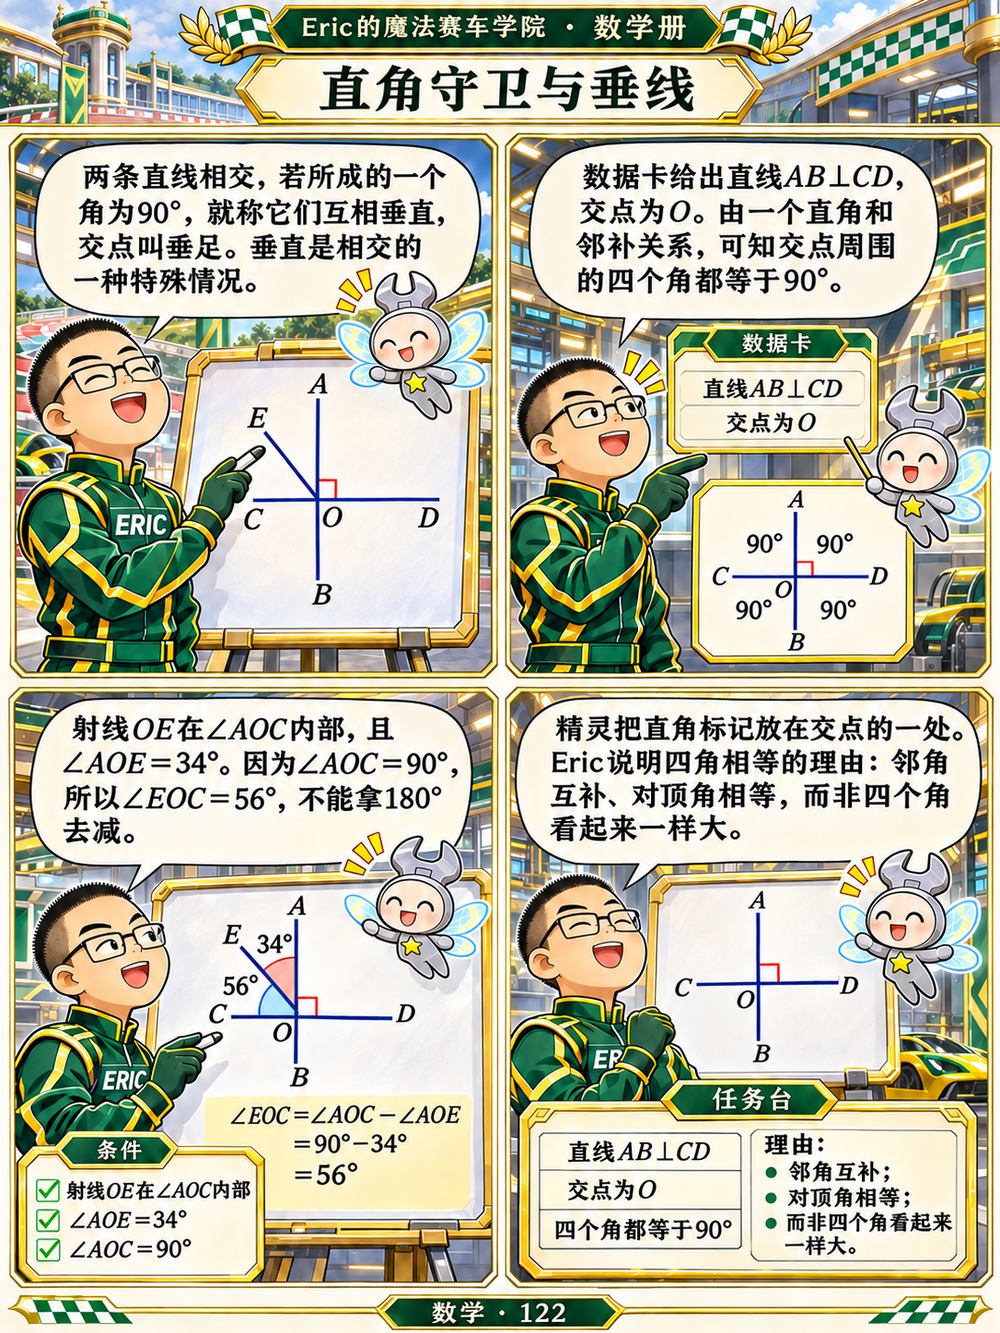 Eric的魔法赛车学院 · 数学册
直角守卫与垂线
两条直线相交，若所成的一个
角为90°，就称它们互相垂直，
交点叫垂足。垂直是相交的
一种特殊情况。
A
E
C
O
D
B
ERIC
数据卡给出直线AB⊥CD，
交点为O。由一个直角和
邻补关系，可知交点周围
的四个角都等于90°。
数据卡
直线AB⊥CD
交点为O
A
90°
90°
C
D
O
90°
90°
B
射线OE在∠AOC内部，且
∠AOE＝34°。因为∠AOC＝90°，
所以∠EOC＝56°，不能拿180°
去减。
A
E
34°
56°
C
D
O
B
ERIC
∠EOC＝∠AOC－∠AOE
＝90°－34°
＝56°
条件
射线OE在∠AOC内部
∠AOE＝34°
∠AOC＝90°
精灵把直角标记放在交点的一处。
Eric说明四角相等的理由：邻角
互补、对顶角相等，而非四个角
看起来一样大。
A
C
D
O
B
ER
任务台
直线AB⊥CD
交点为O
四个角都等于90°
理由：
● 邻角互补；
● 对顶角相等；
● 而非四个角看起来
一样大。
数学 · 122